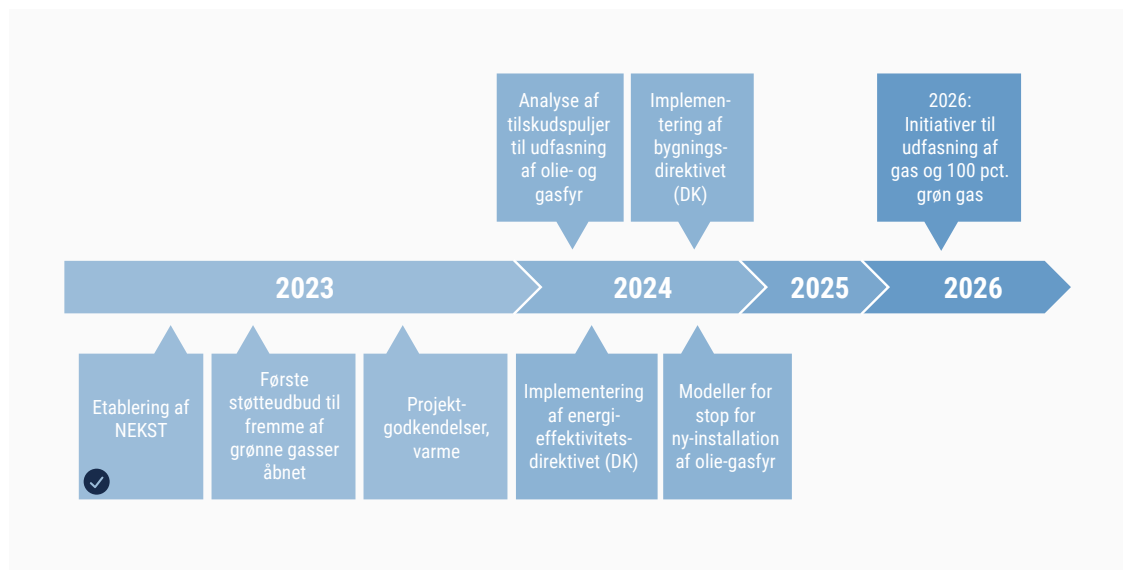 Analyse af
tilskudspuljer
til udfasning
af olie- og
gasfyr
Implemen-
tering af
bygnings-
direktivet
(DK)
2026:
Initiativer til
udfasning af
gas og 100 pct.
grøn gas
2023
2024
2025
2026
Etablering af
NEKST
Første
støtteudbud til
fremme af
grønne gasser
åbnet
Projekt-
godkendelser,
varme
Implementering
af energi-
effektivitets-
direktivet (DK)
Modeller for
stop for
ny-installation
af olie-gasfyr